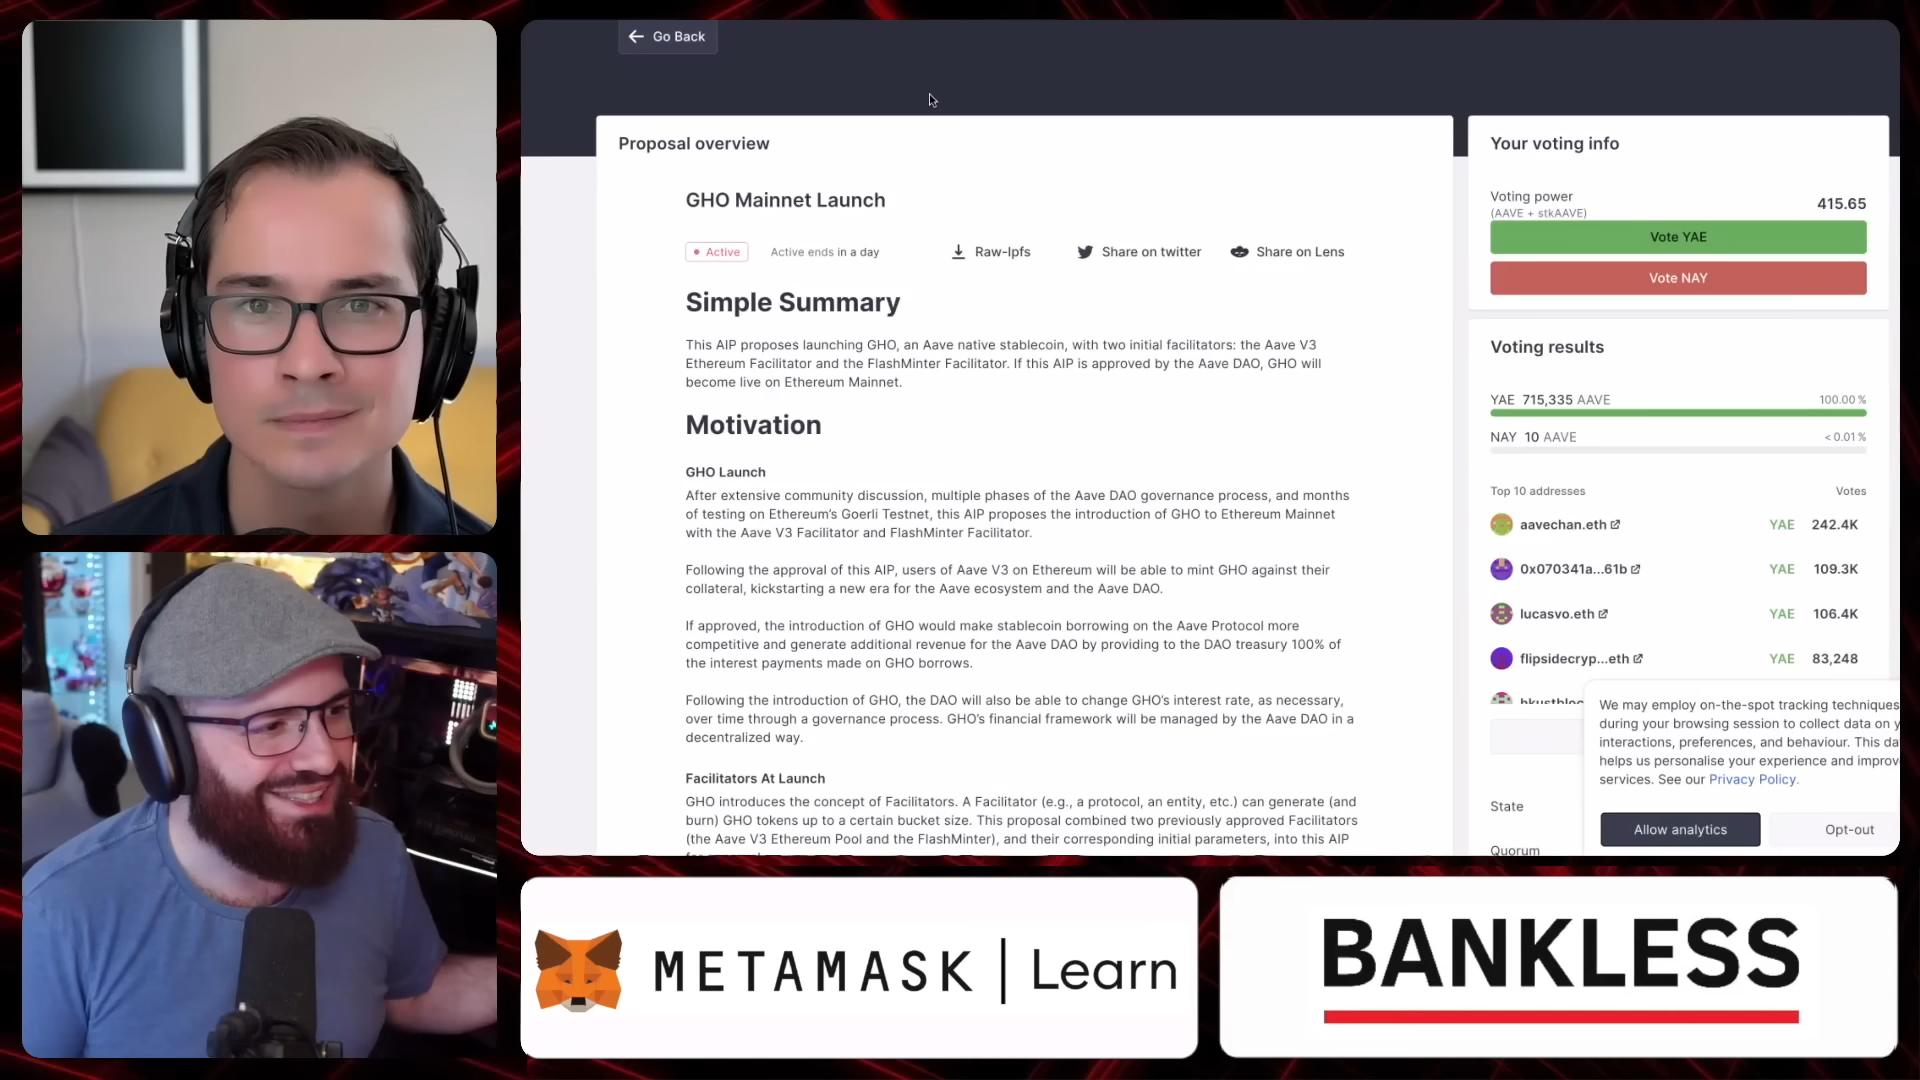 Go Back
Proposal overview
GHO Mainnet Launch
Active
Active ends in a day
Raw-Ipfs
Share on twitter
Share on Lens
Simple Summary
This AIP proposes launching GHO, an Aave native stablecoin, with two initial facilitators: the Aave V3
Ethereum Facilitator and the FlashMinter Facilitator. If this AIP is approved by the Aave DAO, GHO will
become live on Ethereum Mainnet.
Motivation
GHO Launch
After extensive community discussion, multiple phases of the Aave DAO governance process, and months
of testing on Ethereum's Goerli Testnet, this AIP proposes the introduction of GHO to Ethereum Mainnet
with the Aave V3 Facilitator and FlashMinter Facilitator.
Following the approval of this AIP, users of Aave V3 on Ethereum will be able to mint GHO against their
collateral, kickstarting a new era for the Aave ecosystem and the Aave DAO.
If approved, the introduction of GHO would make stablecoin borrowing on the Aave Protocol more
competitive and generate additional revenue for the Aave DAO by providing to the DAO treasury 100% of
the interest payments made on GHO borrows.
Following the introduction of GHO, the DAO will also be able to change GHO's interest rate, as necessary,
over time through a governance process. GHO's financial framework will be managed by the Aave DAO in a
decentralized way.
Facilitators At Launch
GHO introduces the concept of Facilitators. A Facilitator (e.g., a protocol, an entity, etc.) can generate (and
burn) GHO tokens up to a certain bucket size. This proposal combined two previously approved Facilitators
(the Aave V3 Ethereum Pool and the FlashMinter), and their corresponding initial parameters, into this AIP
Your voting info
Voting power
(AAVE + stkAAVE)
415.65
Vote YAE
Vote NAY
Voting results
YAE 715,335 AAVE 100.00 %
NAY 10 AAVE < 0.01 %
Top 10 addresses Votes
aavechan.eth YAE 242.4K
0x070341a...61b YAE 109.3K
lucasvo.eth YAE 106.4K
flipsidecryp...eth YAE 83,248
We may employ on-the-spot tracking techniques
during your browsing session to collect data on y
interactions, preferences, and behaviour. This da
helps us personalise your experience and improv
services. See our Privacy Policy.
State
Allow analytics
Opt-out
Quorum
METAMASK | Learn
BANKLESS